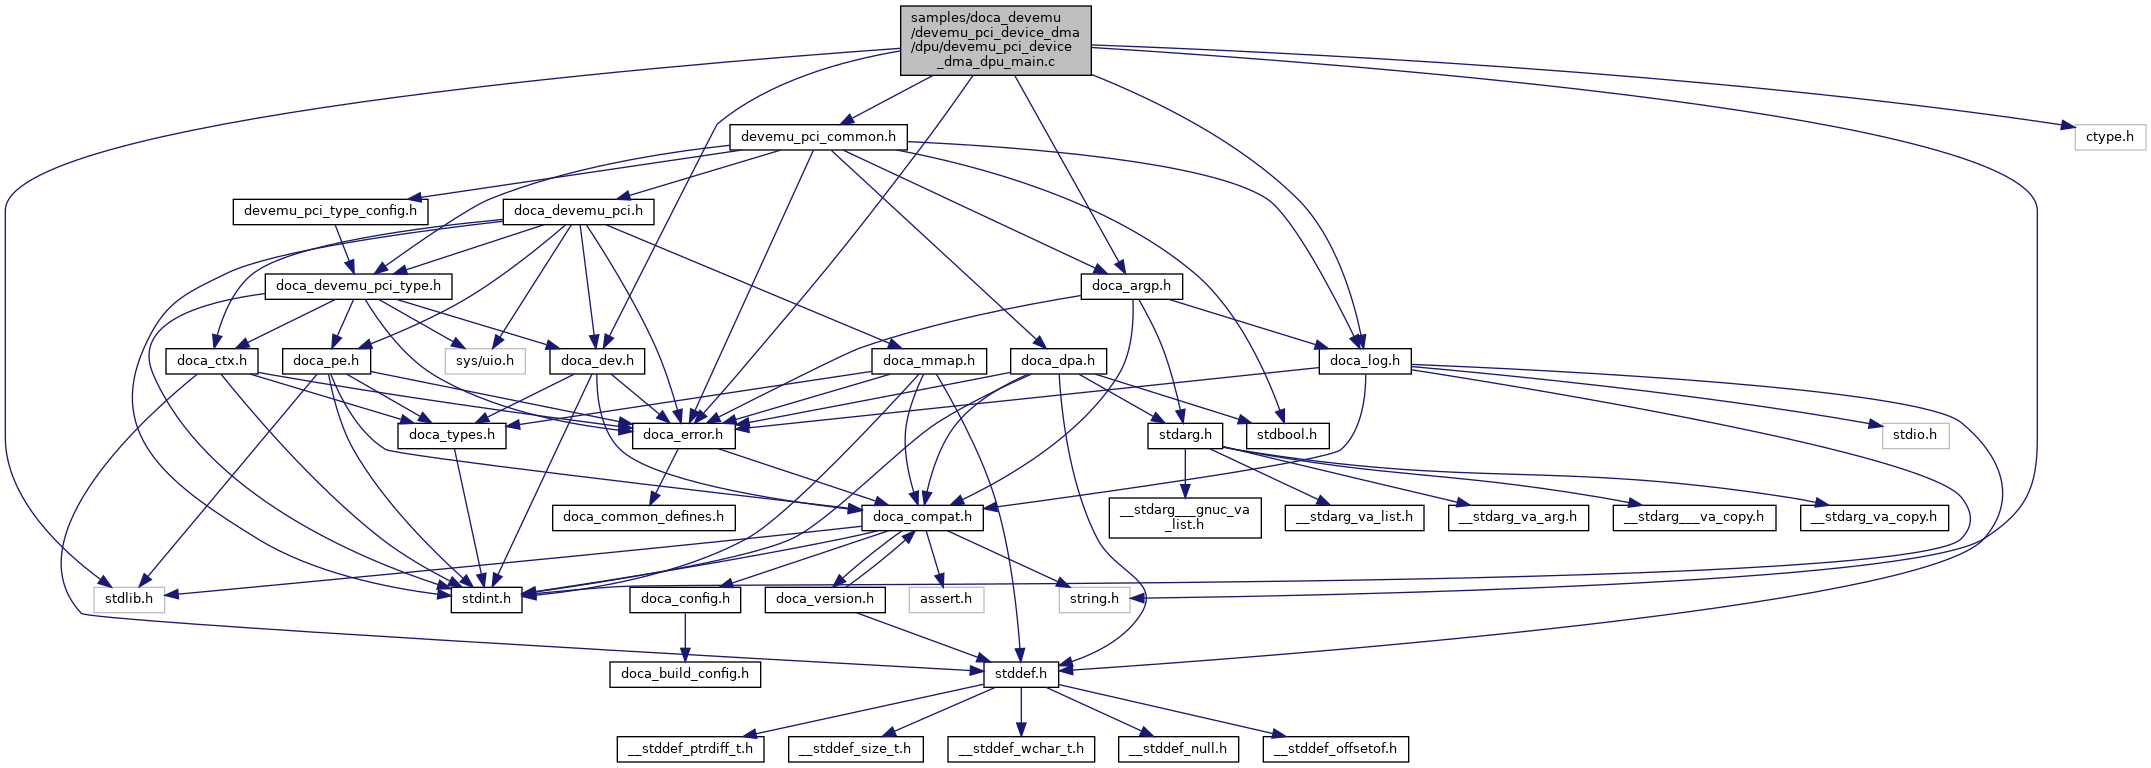 samples/doca_devemu
/devemu_pci_device_dma
/dpu/devemu_pci_device
_dma_dpu_main.c
devemu_pci_common.h
ctype.h
devemu_pci_type_config.h
doca_devemu_pci.h
doca_devemu_pci_type.h
doca_argp.h
doca_ctx.h
doca_pe.h
sys/uio.h
doca_dev.h
doca_mmap.h
doca_dpa.h
doca_log.h
doca_types.h
doca_error.h
stdarg.h
stdbool.h
stdio.h
doca_common_defines.h
doca_compat.h
__stdarg___gnuc_va
_list.h
__stdarg_va_list.h
__stdarg_va_arg.h
__stdarg___va_copy.h
__stdarg_va_copy.h
stdlib.h
stdint.h
doca_config.h
doca_version.h
assert.h
string.h
doca_build_config.h
stddef.h
__stddef_ptrdiff_t.h
__stddef_size_t.h
__stddef_wchar_t.h
__stddef_null.h
__stddef_offsetof.h